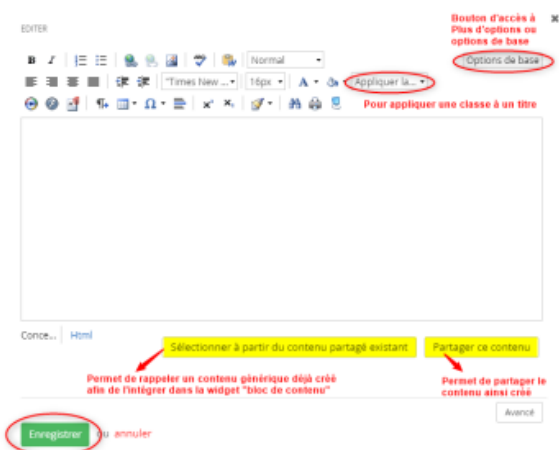 Bouton d'accès à
EDITER
Plus d'options ou
options de base
B I Normal
Options de base
"Times New ... 16px A Appliquer la...
Pour appliquer une classe à un titre
Conce... Html
Sélectionner à partir du contenu partagé existant Partager ce contenu
Permet de rappeler un contenu générique déjà créé
afin de l'intégrer dans la widget "bloc de contenu"
Permet de partager le
contenu ainsi créé
Avancé
Enregistrer ou annuler